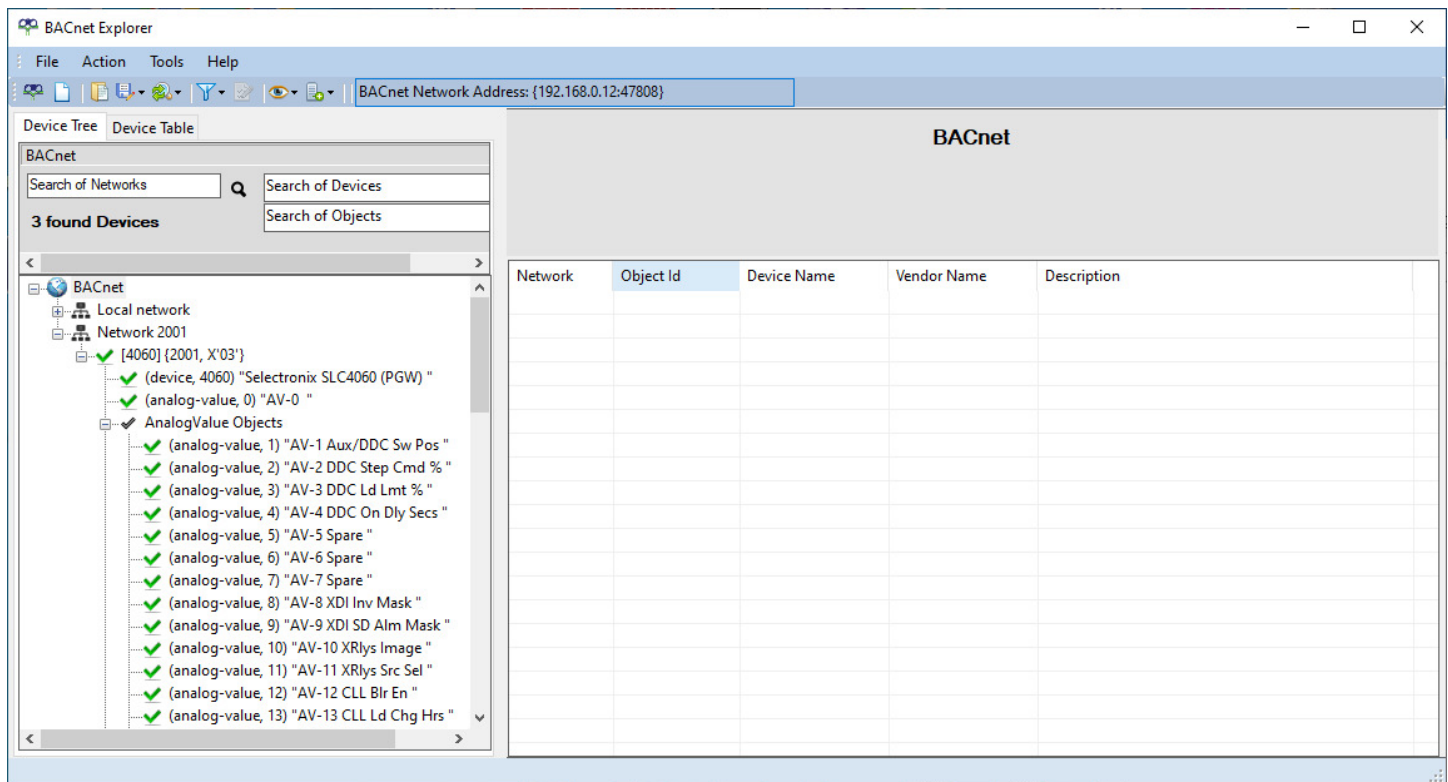 BACnet Explorer
File Action Tools Help
BACnet Network Address: {192.168.0.12:47808}
Device Tree Device Table
BACnet
Search of Networks
Search of Devices
3 found Devices
Search of Objects
BACnet
Local network
Network 2001
[4060] {2001, X'03'}
(device, 4060) "Selectronix SLC4060 (PGW) "
(analog-value, 0) "AV-0 "
AnalogValue Objects
(analog-value, 1) "AV-1 Aux/DDC Sw Pos "
(analog-value, 2) "AV-2 DDC Step Cmd % "
(analog-value, 3) "AV-3 DDC Ld Lmt % "
(analog-value, 4) "AV-4 DDC On Dly Secs "
(analog-value, 5) "AV-5 Spare "
(analog-value, 6) "AV-6 Spare "
(analog-value, 7) "AV-7 Spare "
(analog-value, 8) "AV-8 XDI Inv Mask "
(analog-value, 9) "AV-9 XDI SD Alm Mask "
(analog-value, 10) "AV-10 XRlys Image "
(analog-value, 11) "AV-11 XRlys Src Sel "
(analog-value, 12) "AV-12 CLL Blr En "
(analog-value, 13) "AV-13 CLL Ld Chg Hrs "
BACnet
Network Object Id Device Name Vendor Name Description